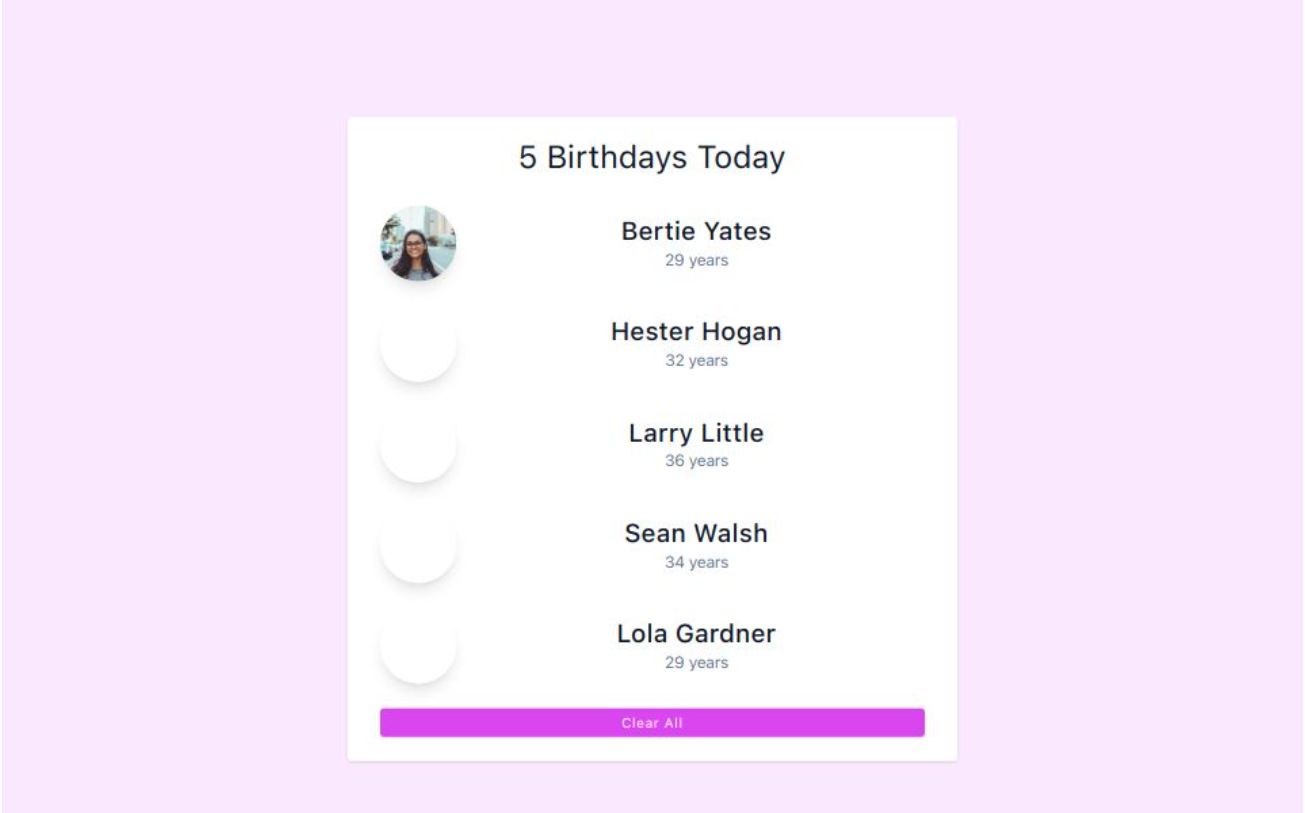 5 Birthdays Today
Bertie Yates
29 years
Hester Hogan
32 years
Larry Little
36 years
Sean Walsh
34 years
Lola Gardner
29 years
Clear All